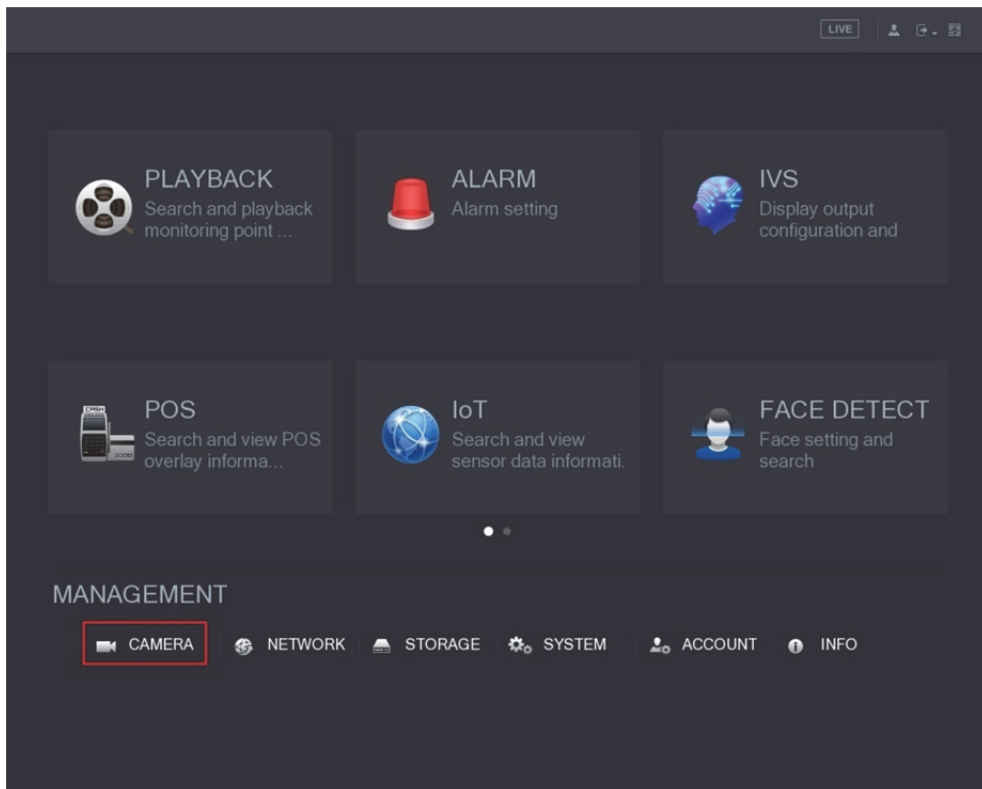 LIVE
PLAYBACK
Search and playback
monitoring point ...
ALARM
Alarm setting
IVS
Display output
configuration and
POS
Search and view POS
overlay informa...
IoT
Search and view
sensor data informati.
FACE DETECT
Face setting and
search
MANAGEMENT
CAMERA NETWORK STORAGE SYSTEM ACCOUNT INFO